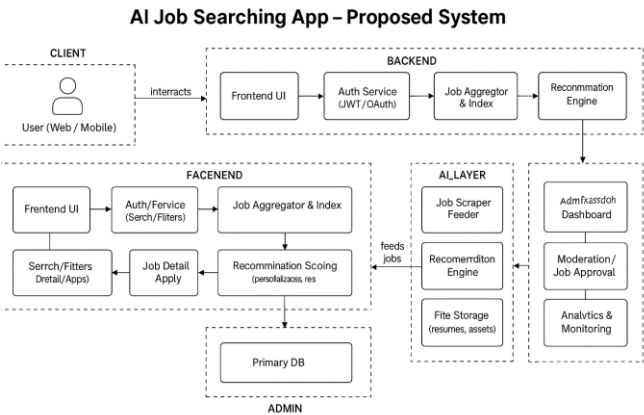 AI Job Searching App – Proposed System
CLIENT
User (Web / Mobile)
interracts
BACKEND
Frontend UI
Auth Service
(JWT/OAuth)
Job Aggregtor
& Index
Reconmmation
Engine
FACENEND
Frentend UI
Auth/Fervice
(Serch/Fliters)
Job Aggregator & Index
Serrch/Fitters
Dretail/Apps)
Job Detail
Apply
Recommination Scoing
(persofializaoss, res
feeds
jobs
AI_LAYER
Job Scraper
Feeder
Recomerrditon
Engine
Fite Storage
(resumes, assets)
Dashboard
Moderation/
Job Approval
Analvtics &
Monitoring
Primary DB
ADMIN